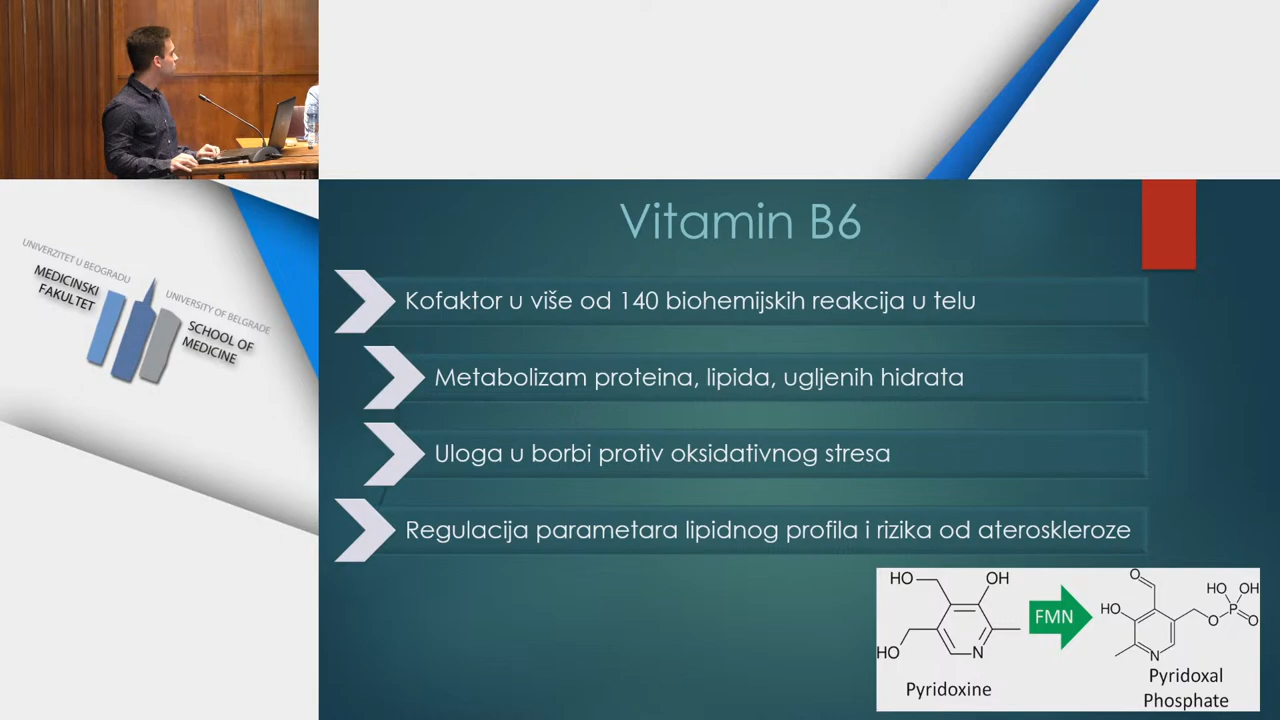 UNIVERZITET U BEOGRADU
MEDICINSKI
FAKULTET
UNIVERSITY OF BELGRADE
SCHOOL OF
MEDICINE
Vitamin B6
Kofaktor u više od 140 biohemijskih reakcija u telu
Metabolizam proteina, lipida, ugljenih hidrata
Uloga u borbi protiv oksidativnog stresa
Regulacija parametara lipidnog profila i rizika od ateroskleroze
HO OH
HO N
Pyridoxine
FMN
O HO OH
HO P
O O
N
Pyridoxal
Phosphate